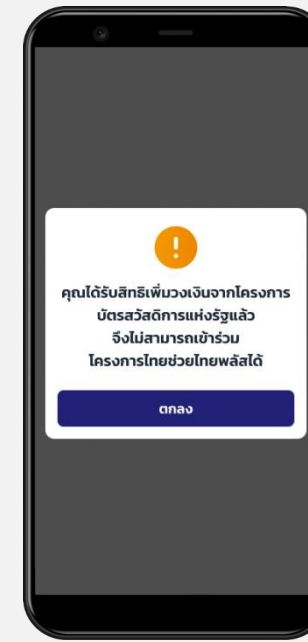 !
คุณได้รับสิทธิเพิ่มวงเงินจากโครงการ
บัตรสวัสดิการแห่งรัฐแล้ว
จึงไม่สามารถเข้าร่วม
โครงการไทยช่วยไทยพลัสได้
ตกลง